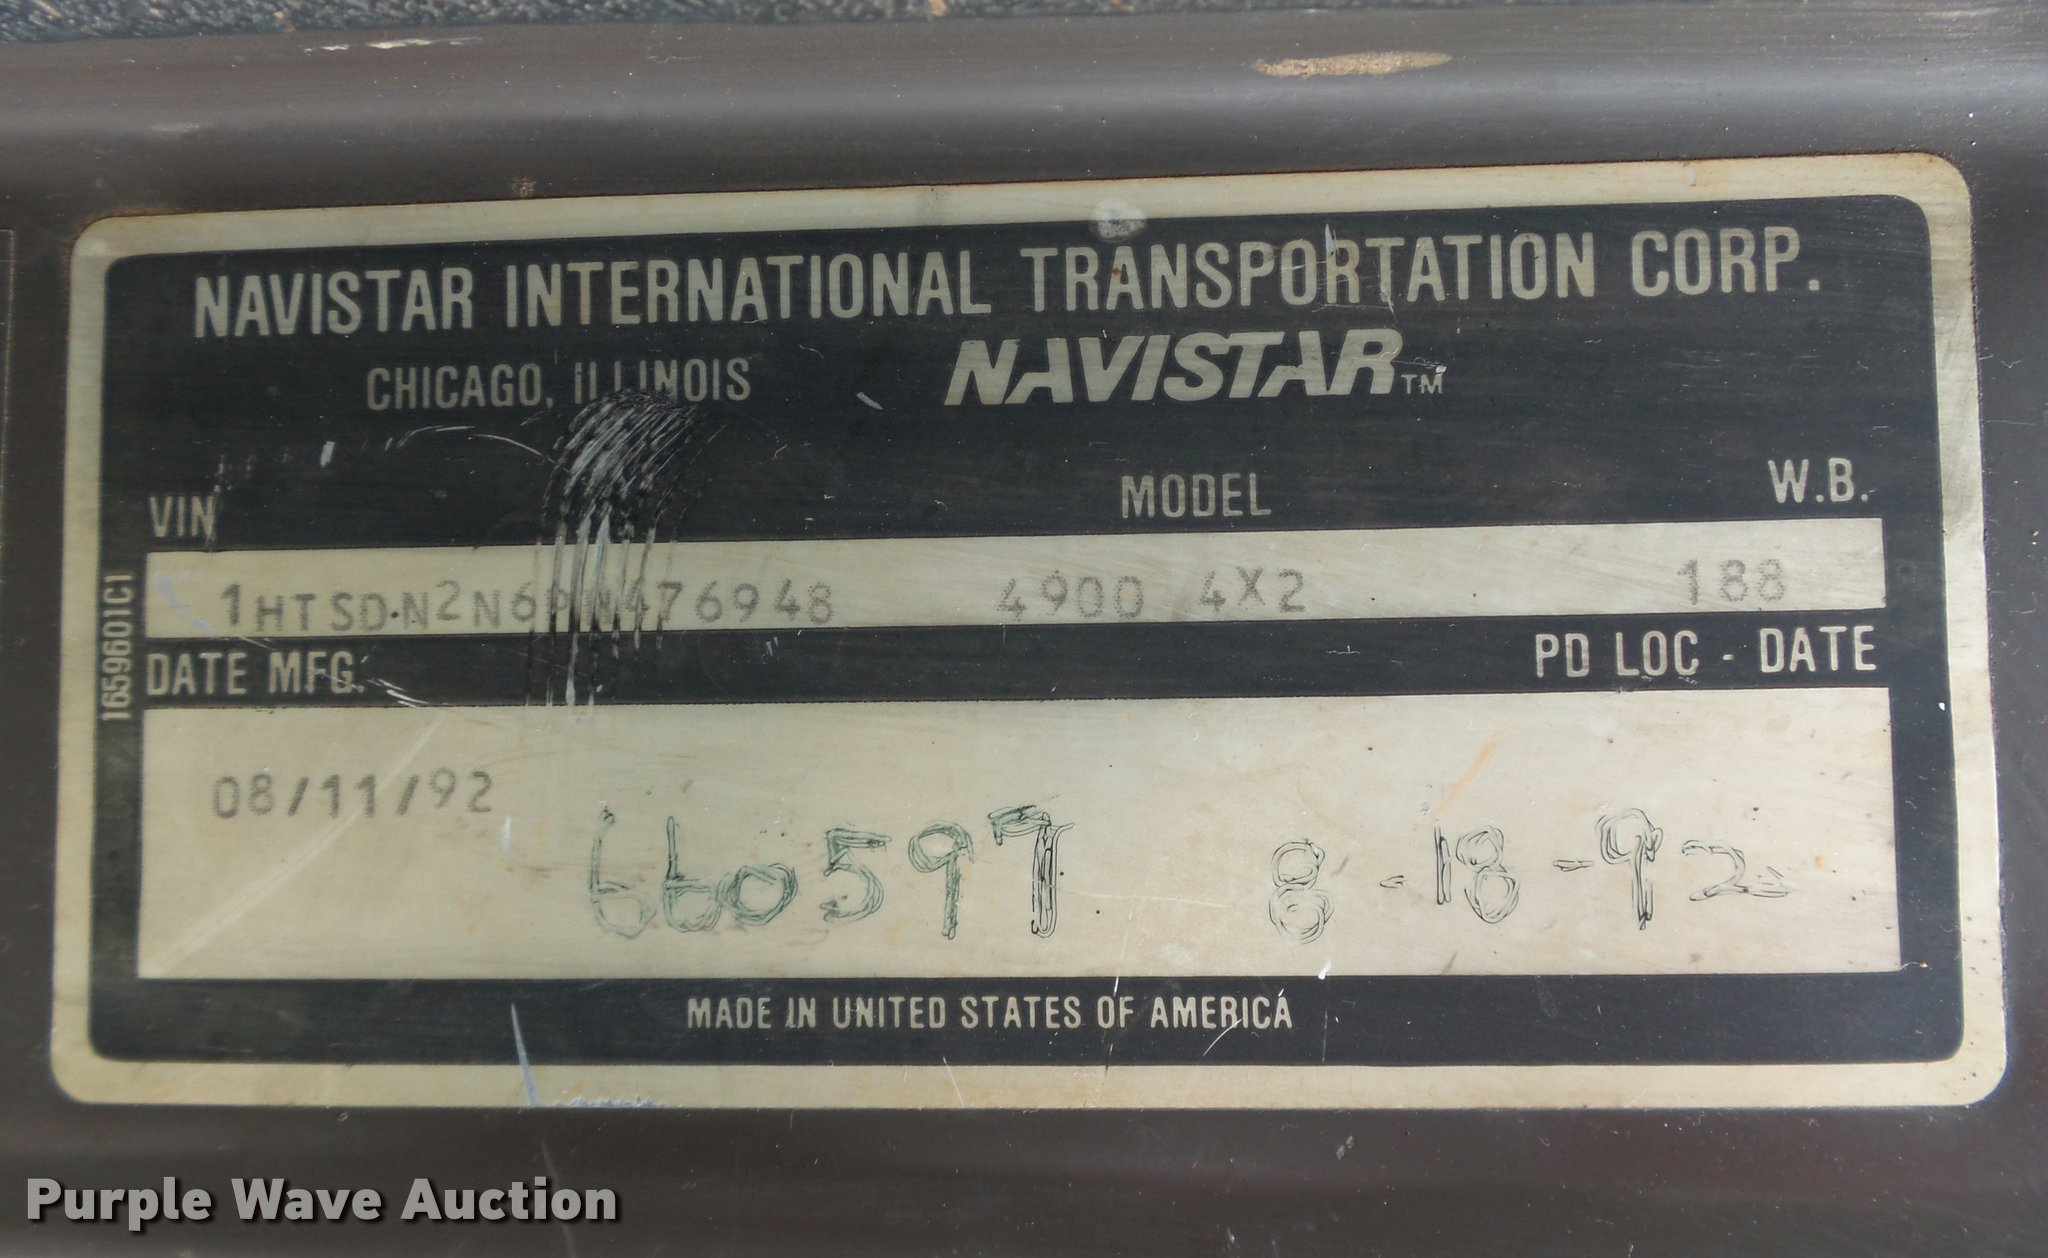 NAVISTAR INTERNATIONAL TRANSPORTATION CORP.
CHICAGO, ILLINOIS NAVISTAR TM
VIN MODEL W.B.
1HTSDN2N6PH476948 4900 4X2 188
DATE MFG. PD LOC - DATE
08/11/92
660597 8-18-92
MADE IN UNITED STATES OF AMERICA
1659601C1
Purple Wave Auction